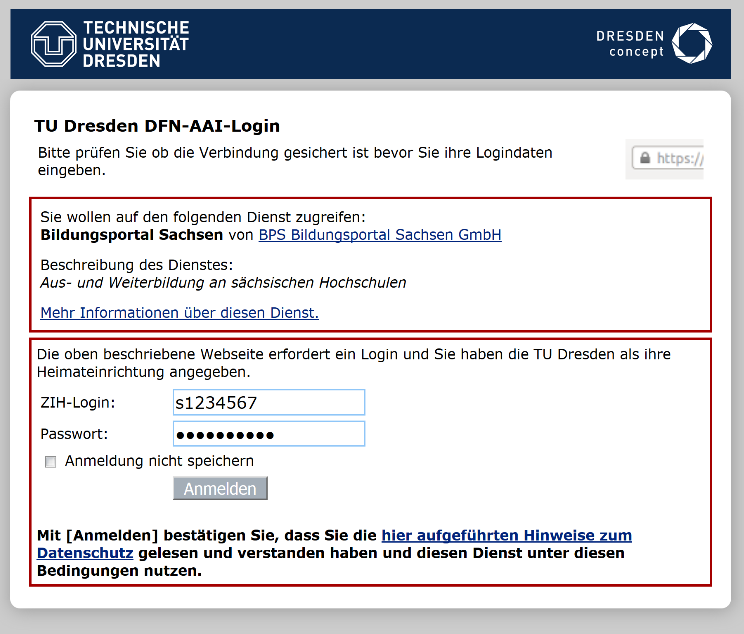 TECHNISCHE
UNIVERSITÄT
DRESDEN
DRESDEN
concept
TU Dresden DFN-AAI-Login
Bitte prüfen Sie ob die Verbindung gesichert ist bevor Sie ihre Logindaten
eingeben.
https:/
Sie wollen auf den folgenden Dienst zugreifen:
Bildungsportal Sachsen von BPS Bildungsportal Sachsen GmbH
Beschreibung des Dienstes:
Aus- und Weiterbildung an sächsischen Hochschulen
Mehr Informationen über diesen Dienst.
Die oben beschriebene Webseite erfordert ein Login und Sie haben die TU Dresden als ihre
Heimateinrichtung angegeben.
ZIH-Login: s1234567
Passwort: ●●●●●●●●●●
Anmeldung nicht speichern
Anmelden
Mit [Anmelden] bestätigen Sie, dass Sie die hier aufgeführten Hinweise zum
Datenschutz gelesen und verstanden haben und diesen Dienst unter diesen
Bedingungen nutzen.